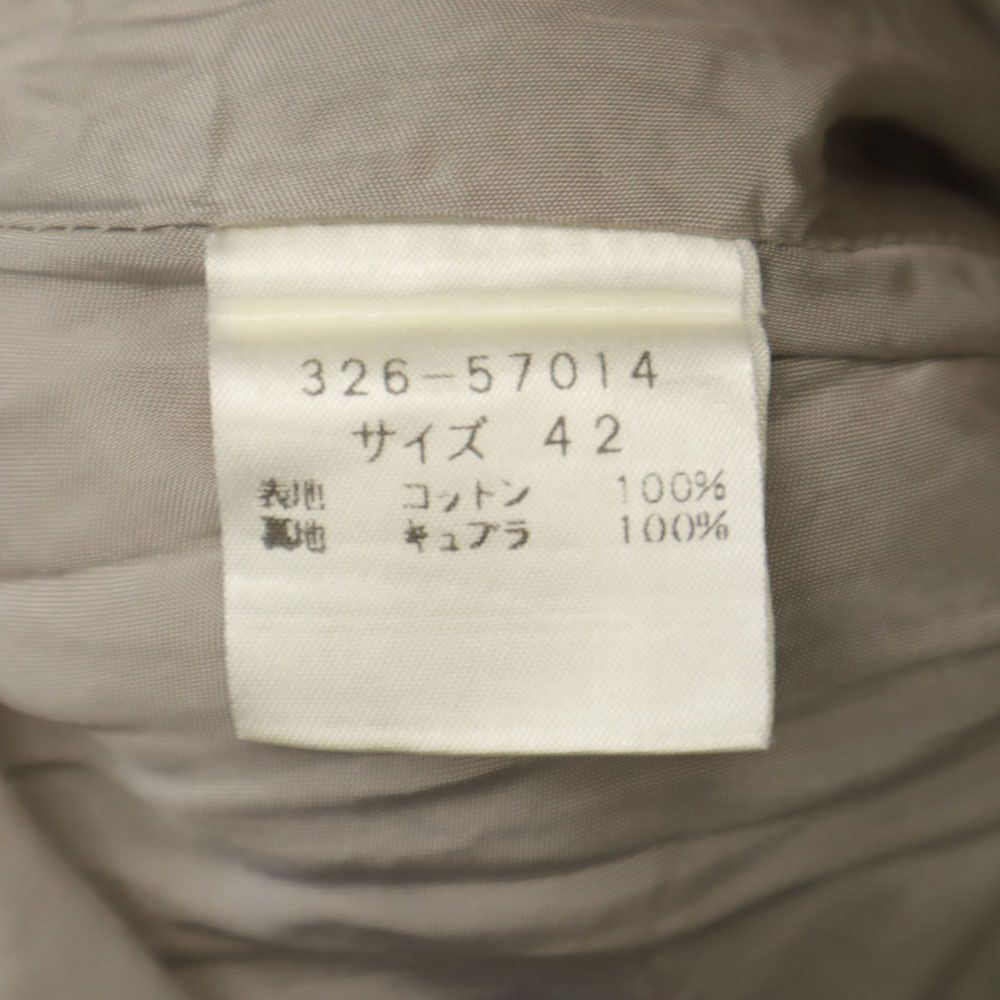 326-57014
サイズ 42
表地 コットン 100%
裏地 キュプラ 100%